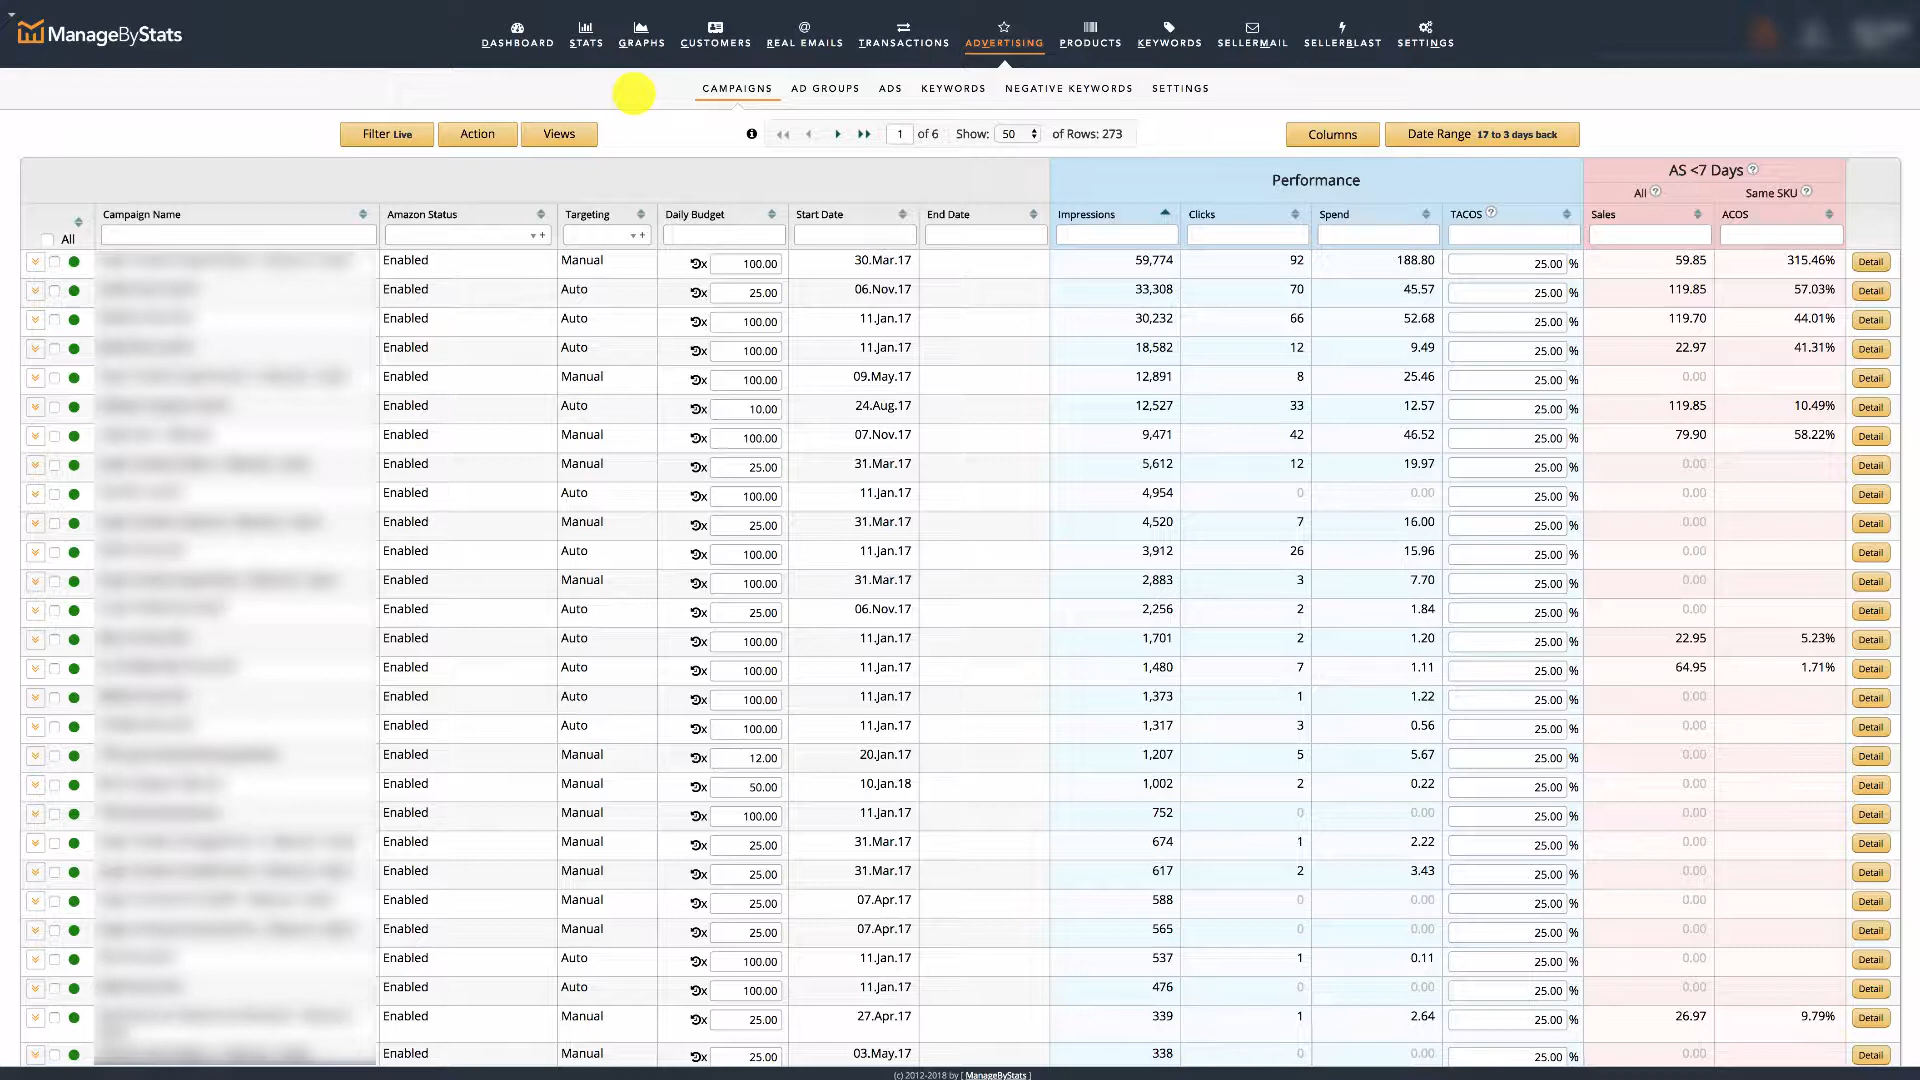 ManageByStats
DASHBOARD STATS GRAPHS CUSTOMERS REAL EMAILS TRANSACTIONS ADVERTISING PRODUCTS KEYWORDS SELLERMAIL SELLERBLAST SETTINGS
CAMPAIGNS AD GROUPS ADS KEYWORDS NEGATIVE KEYWORDS SETTINGS
Filter Live Action Views 1 of 6 Show: 50 of Rows: 273 Columns Date Range 17 to 3 days back
Performance AS <7 Days ?
All ? Same SKU ?
Campaign Name Amazon Status Targeting Daily Budget Start Date End Date Impressions Clicks Spend TACOS ? Sales ACOS
All
Enabled Manual 100.00 30.Mar.17 59,774 92 188.80 25.00 % 59.85 315.46% Detail
Enabled Auto 25.00 06.Nov.17 33,308 70 45.57 25.00 % 119.85 57.03% Detail
Enabled Auto 100.00 11.Jan.17 30,232 66 52.68 25.00 % 119.70 44.01% Detail
Enabled Auto 100.00 11.Jan.17 18,582 12 9.49 25.00 % 22.97 41.31% Detail
Enabled Manual 100.00 09.May.17 12,891 8 25.46 25.00 % 0.00 Detail
Enabled Auto 10.00 24.Aug.17 12,527 33 12.57 25.00 % 119.85 10.49% Detail
Enabled Manual 100.00 07.Nov.17 9,471 42 46.52 25.00 % 79.90 58.22% Detail
Enabled Manual 25.00 31.Mar.17 5,612 12 19.97 25.00 % 0.00 Detail
Enabled Auto 100.00 11.Jan.17 4,954 0 0.00 25.00 % 0.00 Detail
Enabled Manual 25.00 31.Mar.17 4,520 7 16.00 25.00 % 0.00 Detail
Enabled Auto 100.00 11.Jan.17 3,912 26 15.96 25.00 % 0.00 Detail
Enabled Manual 100.00 31.Mar.17 2,883 3 7.70 25.00 % 0.00 Detail
Enabled Auto 25.00 06.Nov.17 2,256 2 1.84 25.00 % 0.00 Detail
Enabled Auto 100.00 11.Jan.17 1,701 2 1.20 25.00 % 22.95 5.23% Detail
Enabled Auto 100.00 11.Jan.17 1,480 7 1.11 25.00 % 64.95 1.71% Detail
Enabled Auto 100.00 11.Jan.17 1,373 1 1.22 25.00 % 0.00 Detail
Enabled Auto 100.00 11.Jan.17 1,317 3 0.56 25.00 % 0.00 Detail
Enabled Manual 12.00 20.Jan.17 1,207 5 5.67 25.00 % 0.00 Detail
Enabled Manual 50.00 10.Jan.18 1,002 2 0.22 25.00 % 0.00 Detail
Enabled Manual 100.00 11.Jan.17 752 0 0.00 25.00 % 0.00 Detail
Enabled Manual 25.00 31.Mar.17 674 1 2.22 25.00 % 0.00 Detail
Enabled Manual 25.00 31.Mar.17 617 2 3.43 25.00 % 0.00 Detail
Enabled Manual 25.00 07.Apr.17 588 0 0.00 25.00 % 0.00 Detail
Enabled Manual 25.00 07.Apr.17 565 0 0.00 25.00 % 0.00 Detail
Enabled Auto 100.00 11.Jan.17 537 1 0.11 25.00 % 0.00 Detail
Enabled Auto 100.00 11.Jan.17 476 0 0.00 25.00 % 0.00 Detail
Enabled Manual 25.00 27.Apr.17 339 1 2.64 25.00 % 26.97 9.79% Detail
Enabled Manual 25.00 03.May.17 338 0 0.00 25.00 % 0.00 Detail
(c) 2012-2018 by [ ManageByStats ]